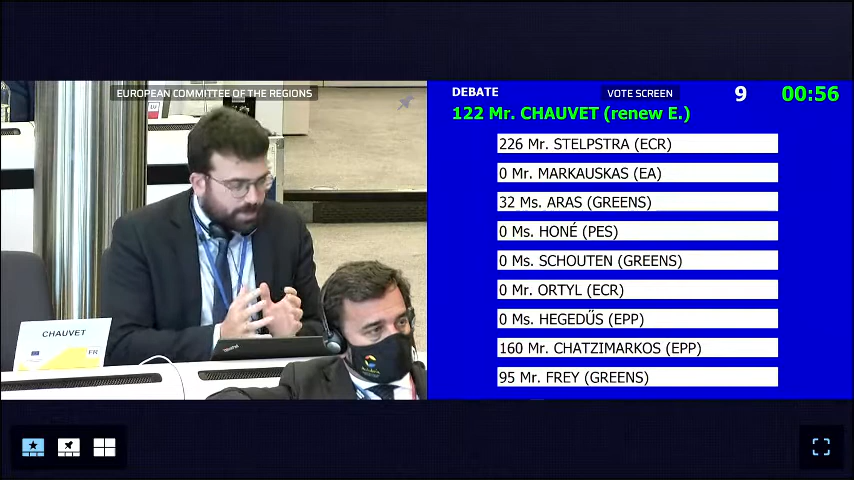 EUROPEAN COMMITTEE OF THE REGIONS
CHAUVET
FR
DEBATE
VOTE SCREEN
9
00:56
122 Mr. CHAUVET (renew E.)
226 Mr. STELPSTRA (ECR)
0 Mr. MARKAUSKAS (EA)
32 Ms. ARAS (GREENS)
0 Ms. HONÉ (PES)
0 Ms. SCHOUTEN (GREENS)
0 Mr. ORTYL (ECR)
0 Ms. HEGEDŰS (EPP)
160 Mr. CHATZIMARKOS (EPP)
95 Mr. FREY (GREENS)